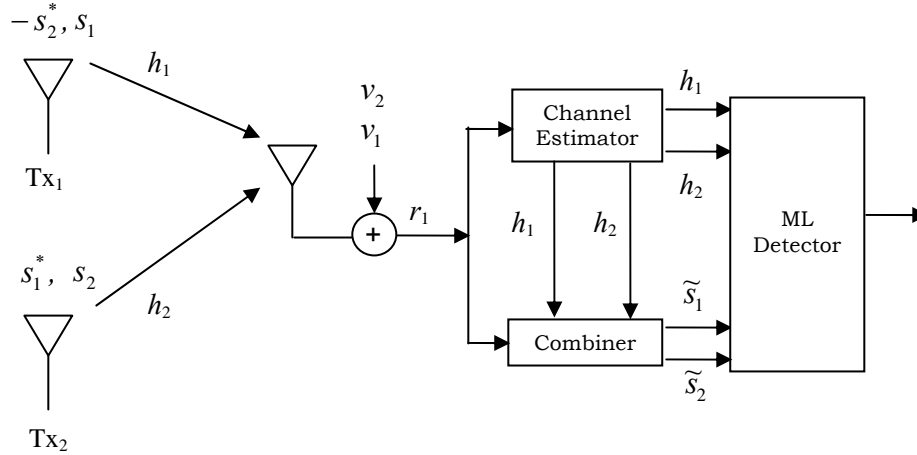 −s₂*, s₁
h₁
Tx₁
s₁*, s₂
h₂
Tx₂
v₂
v₁
+
r₁
Channel
Estimator
h₁
h₂
h₁
h₂
Combiner
s̃₁
s̃₂
ML
Detector